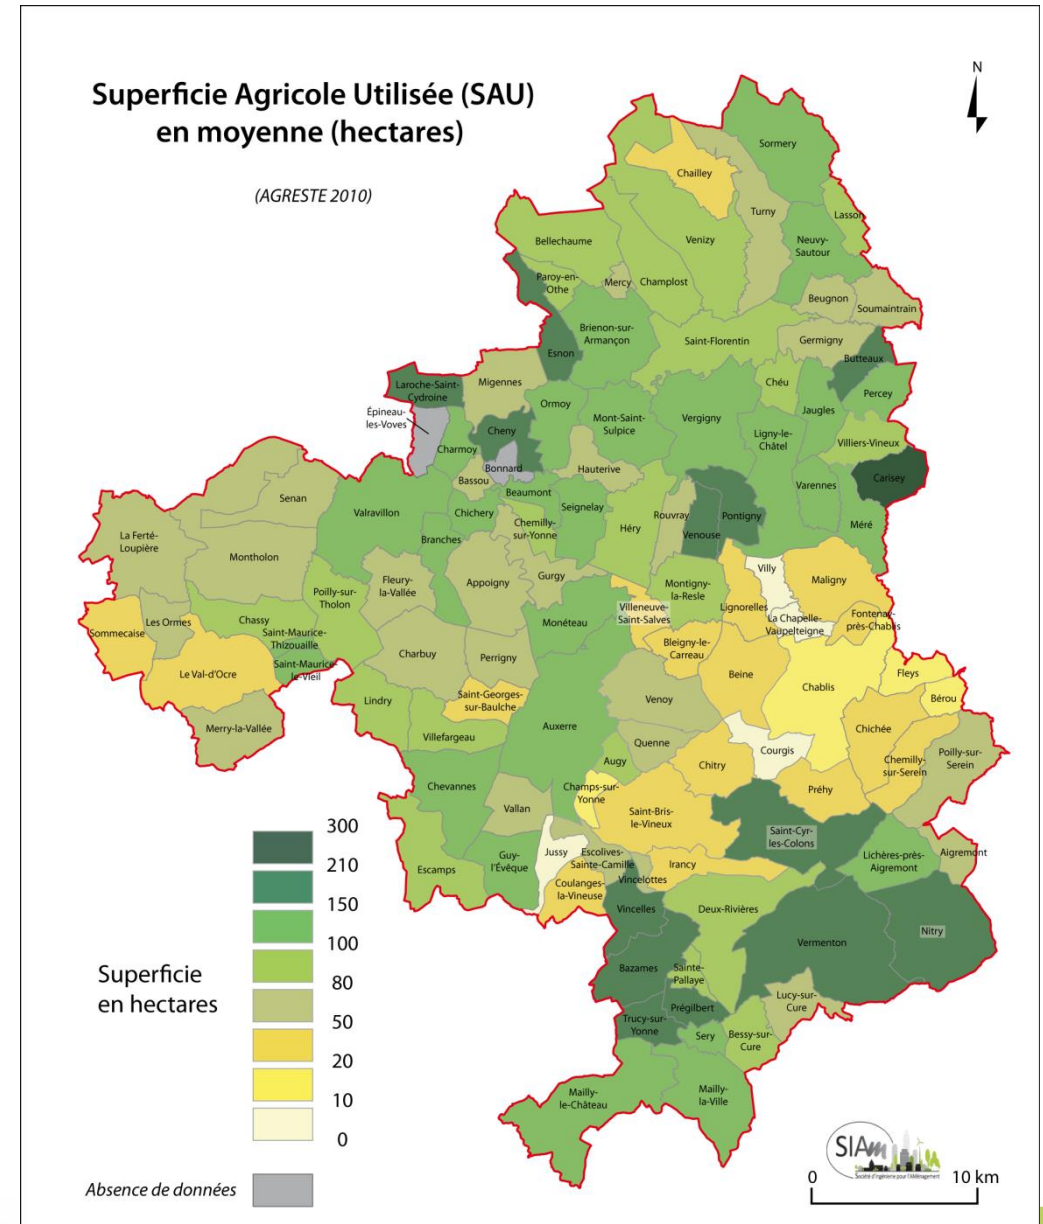 Superficie Agricole Utilisée (SAU)
en moyenne (hectares)
(AGRESTE 2010)
N
Sormery
Chailley
Turny
Lasson
Bellechaume
Venizy
Neuvy-
Sautour
Paroy-en-
Othe
Mercy
Champlost
Beugnon
Soumaintrain
Brienon-sur-
Armançon
Saint-Florentin
Germigny
Esnon
Butteaux
Laroche-Saint-
Cydroine
Migennes
Chéu
Percey
Épineau-
les-Voves
Ormoy
Mont-Saint-
Sulpice
Vergigny
Jaulges
Cheny
Ligny-le-
Châtel
Villiers-Vineux
Charmoy
Bonnard
Hauterive
Carisey
Bassou
Beaumont
Varennes
Senan
Valravillon
Chichery
Seignelay
Rouvray
Pontigny
Méré
La Ferté-
Loupière
Branches
Chemilly-
sur-Yonne
Héry
Venouse
Montholon
Fleury-
la-Vallée
Appoigny
Gurgy
Villy
Maligny
Poilly-sur-
Tholon
Montigny-
la-Resle
Lignorelles
Les Ormes
Chassy
Monéteau
Villeneuve-
Saint-Salves
La Chapelle-
Vaupelteigne
Fontenay-
près-Chablis
Sommecaise
Saint-Maurice-
Thizouaille
Charbuy
Perrigny
Bleigny-le-
Carreau
Le Val-d'Ocre
Saint-Maurice-
le-Vieil
Beine
Chablis
Fleys
Lindry
Saint-Georges-
sur-Baulche
Venoy
Bérou
Merry-la-Vallée
Villefargeau
Auxerre
Quenne
Courgis
Chichée
Augy
Chitry
Chemilly-
sur-Serein
Poilly-sur-
Serein
Chevannes
Champs-sur-
Yonne
Préhy
Vallan
Saint-Bris-
le-Vineux
Saint-Cyr-
les-Colons
Jussy
Escolives-
Sainte-Camille
Aigremont
Escamps
Guy-
l'Évêque
Irancy
Lichères-près-
Aigremont
Coulanges-
la-Vineuse
Vincelottes
Vincelles
Deux-Rivières
Vermenton
Nitry
Bazarnes
Sainte-
Pallaye
Prégilbert
Lucy-sur-
Cure
Trucy-sur-
Yonne
Sery
Bessy-sur-
Cure
Mailly-
le-Château
Mailly-
la-Ville
Superficie
en hectares
300
210
150
100
80
50
20
10
0
Absence de données
SIAm
Société d'Ingénierie pour l'AMénagement
0 10 km